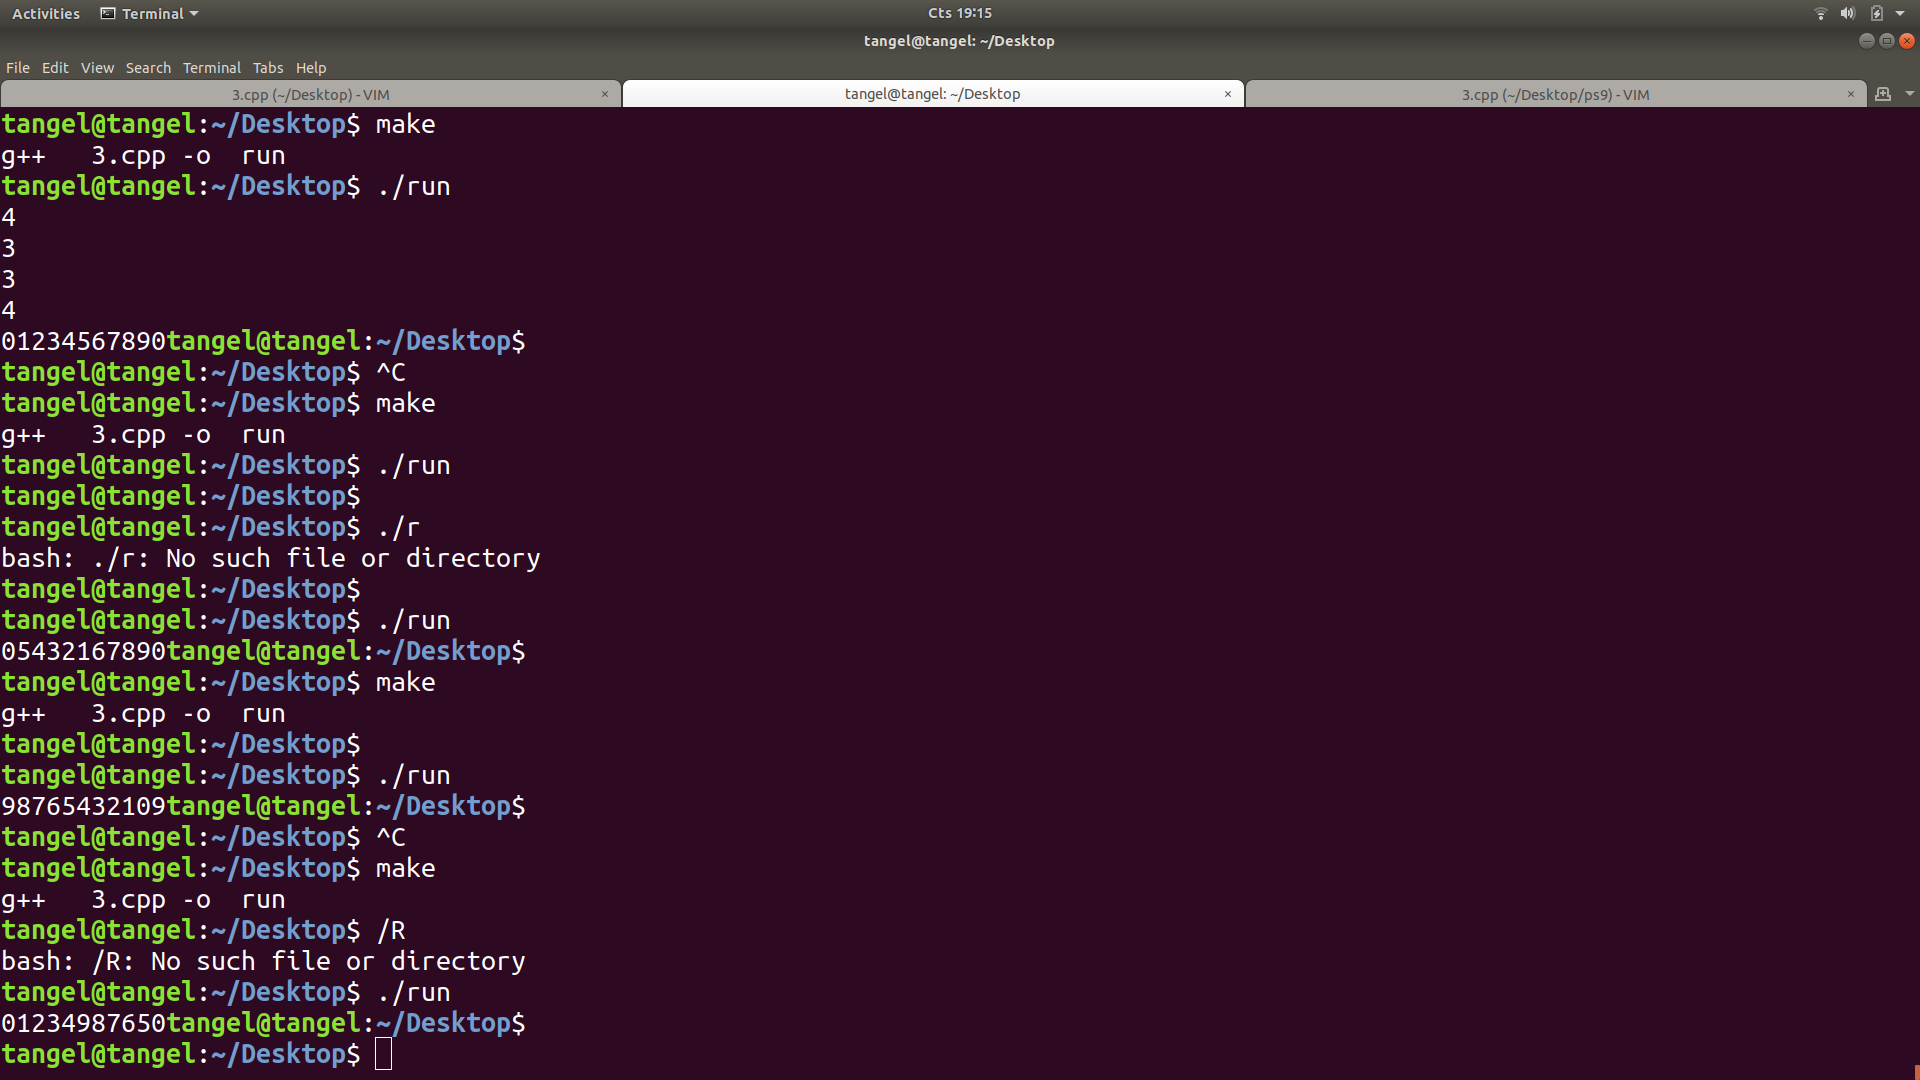 Activities Terminal Cts 19:15
tangel@tangel: ~/Desktop
File Edit View Search Terminal Tabs Help
3.cpp (~/Desktop) - VIM × tangel@tangel: ~/Desktop × 3.cpp (~/Desktop/ps9) - VIM ×
tangel@tangel:~/Desktop$ make
g++   3.cpp -o  run
tangel@tangel:~/Desktop$ ./run
4
3
3
4
01234567890tangel@tangel:~/Desktop$
tangel@tangel:~/Desktop$ ^C
tangel@tangel:~/Desktop$ make
g++   3.cpp -o  run
tangel@tangel:~/Desktop$ ./run
tangel@tangel:~/Desktop$
tangel@tangel:~/Desktop$ ./r
bash: ./r: No such file or directory
tangel@tangel:~/Desktop$
tangel@tangel:~/Desktop$ ./run
05432167890tangel@tangel:~/Desktop$
tangel@tangel:~/Desktop$ make
g++   3.cpp -o  run
tangel@tangel:~/Desktop$
tangel@tangel:~/Desktop$ ./run
98765432109tangel@tangel:~/Desktop$
tangel@tangel:~/Desktop$ ^C
tangel@tangel:~/Desktop$ make
g++   3.cpp -o  run
tangel@tangel:~/Desktop$ /R
bash: /R: No such file or directory
tangel@tangel:~/Desktop$ ./run
01234987650tangel@tangel:~/Desktop$
tangel@tangel:~/Desktop$